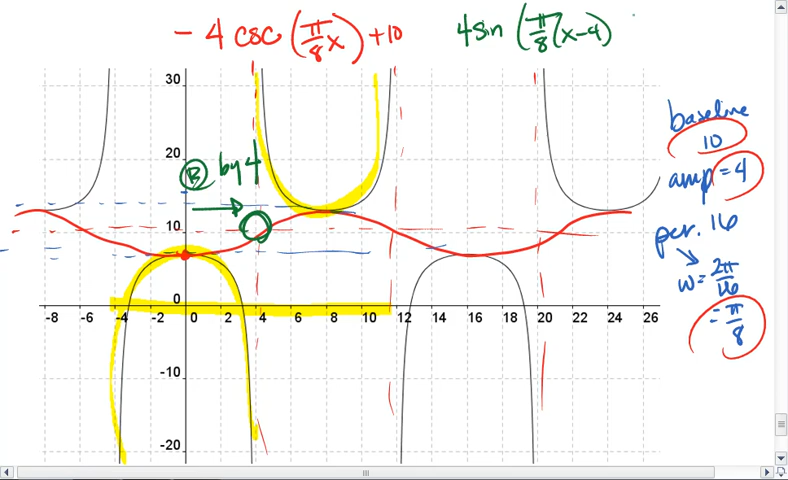 - 4 csc (π/8 x) + 10
4 sin (π/8 (x-4)
30
20
10
0
-10
-20
-8 -6 -4 -2 0 2 4 6 8 10 12 14 16 18 20 22 24 26
R by 4
baseline
10
amp = 4
per. 16
w = 2π/16
= π/8